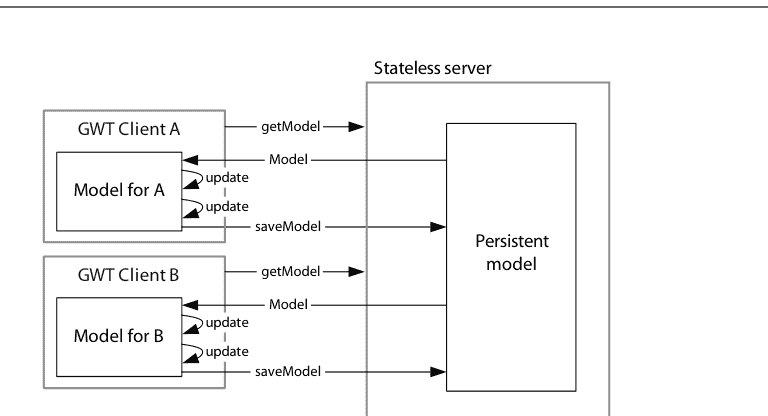 Stateless server
GWT Client A
getModel
Model
Model for A
update
update
saveModel
Persistent
model
GWT Client B
getModel
Model
Model for B
update
update
saveModel